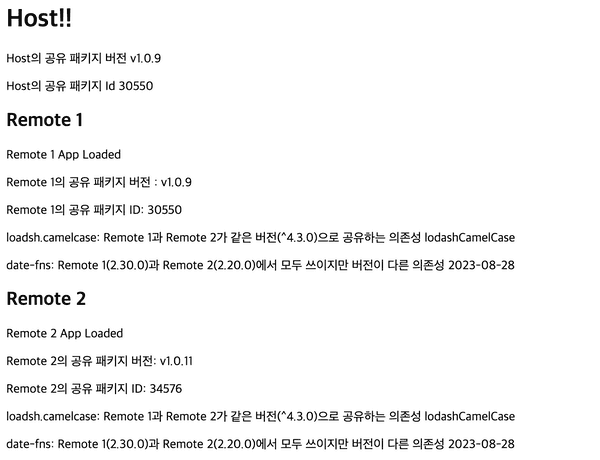 Host!!
Host의 공유 패키지 버전 v1.0.9
Host의 공유 패키지 Id 30550
Remote 1
Remote 1 App Loaded
Remote 1의 공유 패키지 버전 : v1.0.9
Remote 1의 공유 패키지 ID: 30550
loadsh.camelcase: Remote 1과 Remote 2가 같은 버전(^4.3.0)으로 공유하는 의존성 lodashCamelCase
date-fns: Remote 1(2.30.0)과 Remote 2(2.20.0)에서 모두 쓰이지만 버전이 다른 의존성 2023-08-28
Remote 2
Remote 2 App Loaded
Remote 2의 공유 패키지 버전: v1.0.11
Remote 2의 공유 패키지 ID: 34576
loadsh.camelcase: Remote 1과 Remote 2가 같은 버전(^4.3.0)으로 공유하는 의존성 lodashCamelCase
date-fns: Remote 1(2.30.0)과 Remote 2(2.20.0)에서 모두 쓰이지만 버전이 다른 의존성 2023-08-28